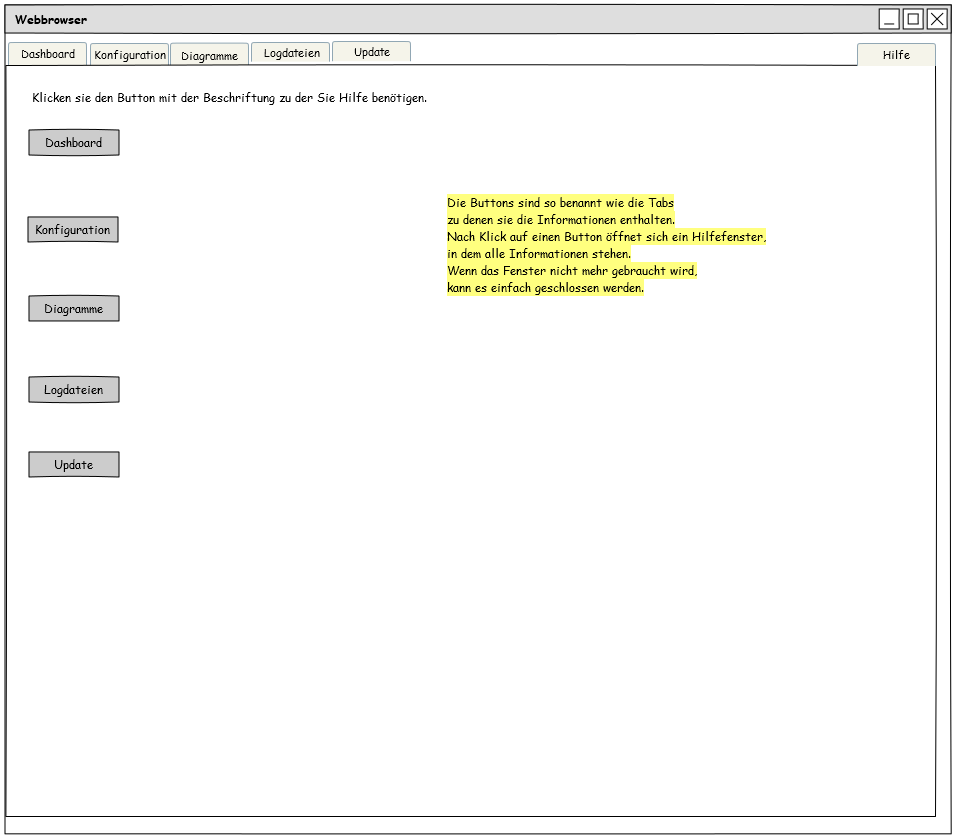 Webbrowser
Dashboard Konfiguration Diagramme Logdateien Update Hilfe
Klicken sie den Button mit der Beschriftung zu der Sie Hilfe benötigen.
Dashboard
Die Buttons sind so benannt wie die Tabs
zu denen sie die Informationen enthalten.
Nach Klick auf einen Button öffnet sich ein Hilfefenster,
in dem alle Informationen stehen.
Wenn das Fenster nicht mehr gebraucht wird,
kann es einfach geschlossen werden.
Konfiguration
Diagramme
Logdateien
Update